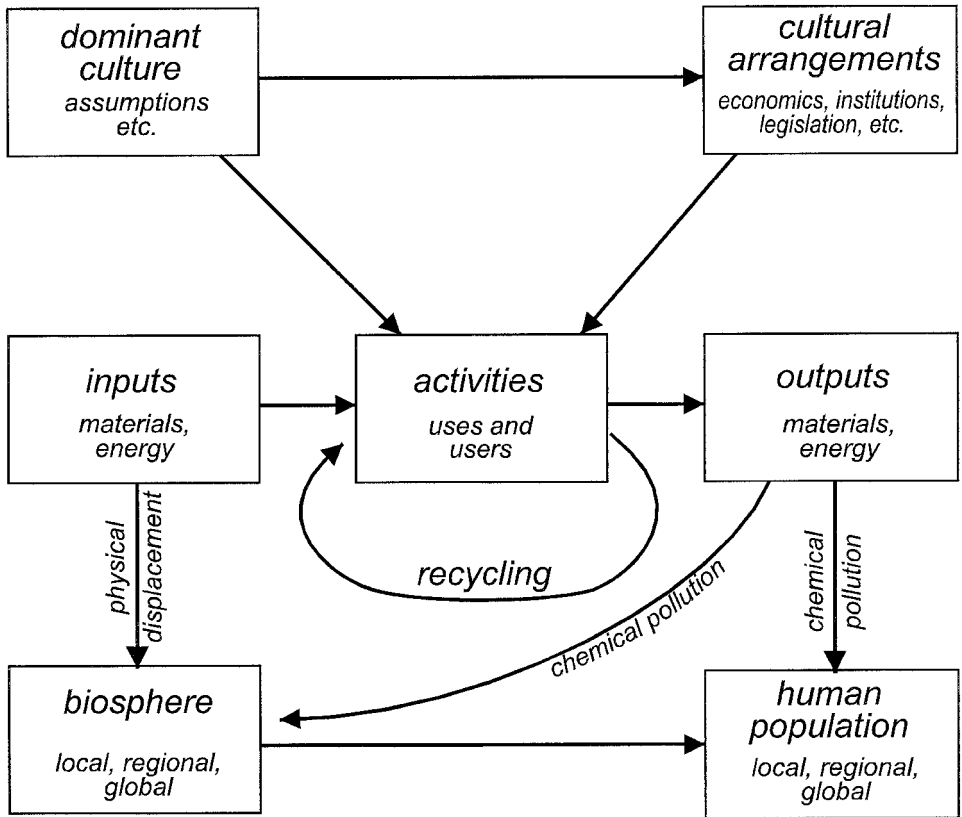 dominant
culture
assumptions
etc.
cultural
arrangements
economics, institutions,
legislation, etc.
inputs
materials,
energy
activities
uses and
users
outputs
materials,
energy
physical
displacement
recycling
chemical pollution
chemical
pollution
biosphere
local, regional,
global
human
population
local, regional,
global